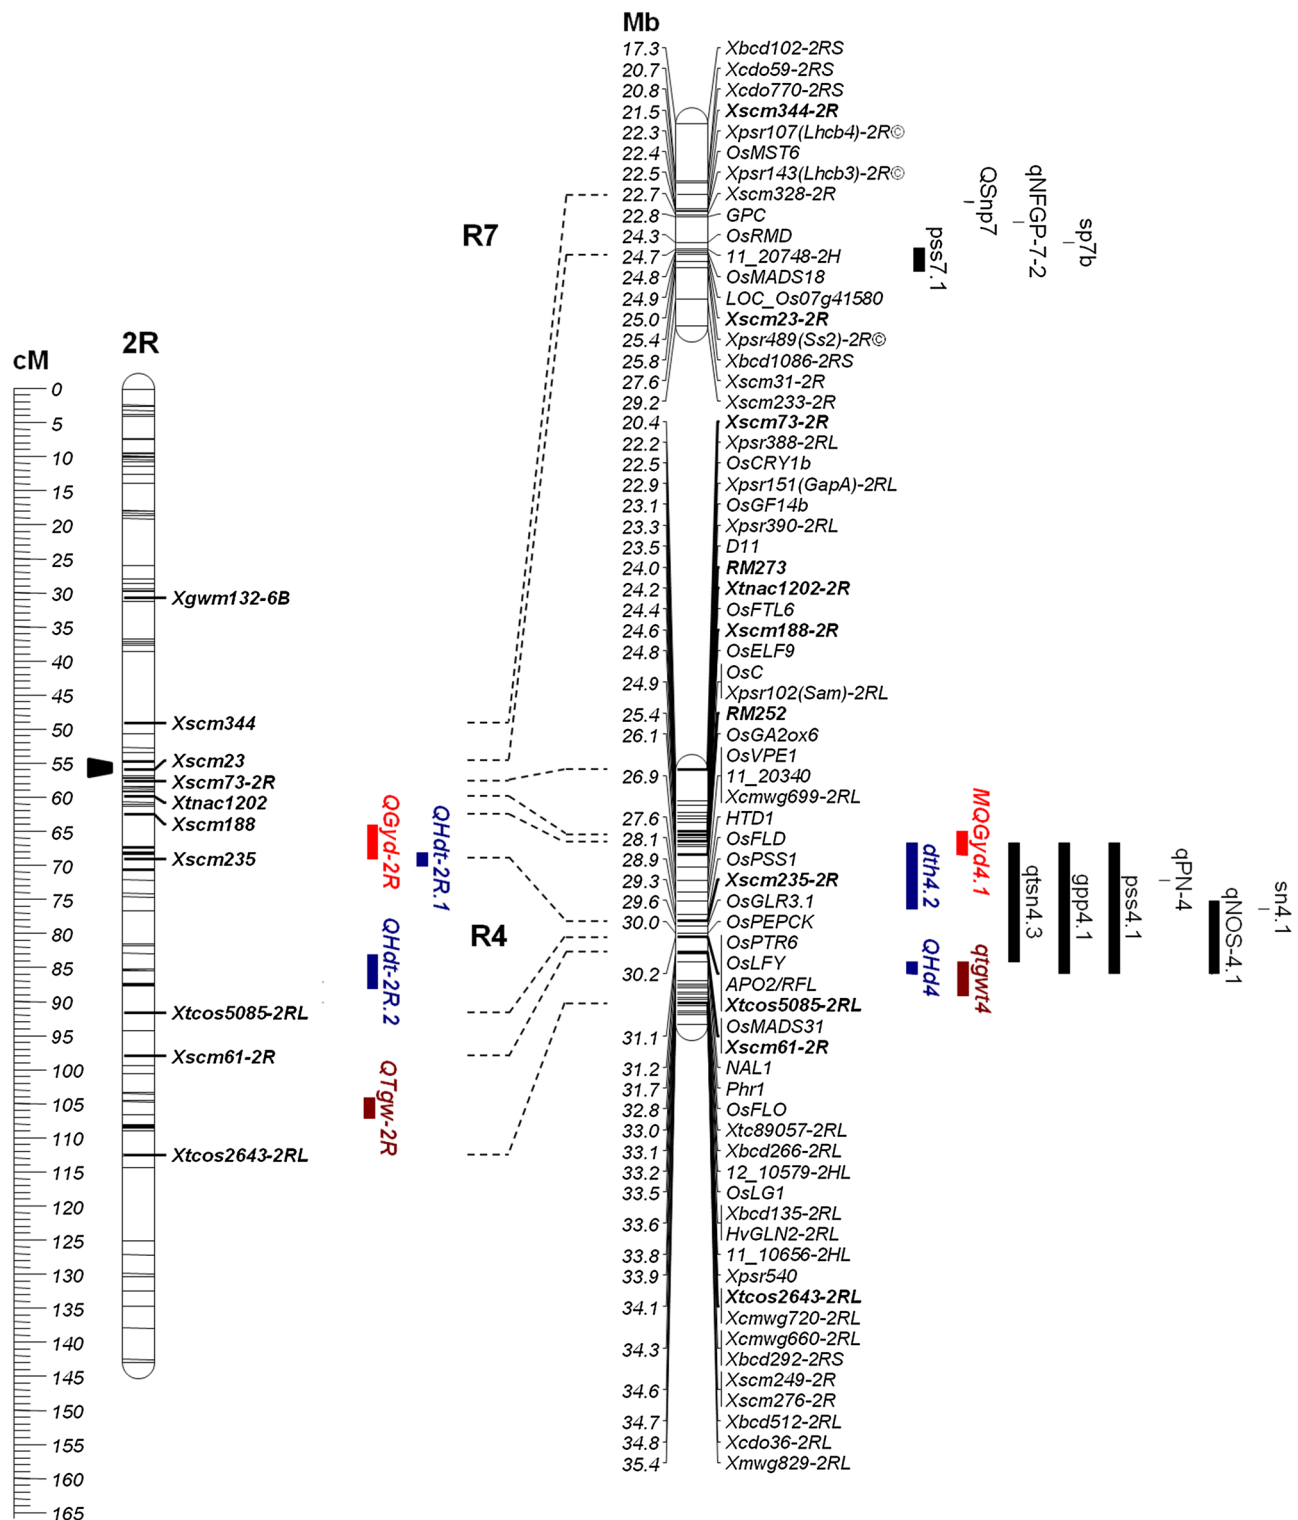 cM
2R
0
5
10
15
20
25
30
35
40
45
50
55
60
65
70
75
80
85
90
95
100
105
110
115
120
125
130
135
140
145
150
155
160
165
Xgwm132-6B
Xscm344
Xscm23
Xscm73-2R
Xtnac1202
Xscm188
Xscm235
Xtcos5085-2RL
Xscm61-2R
Xtcos2643-2RL
QGyd-2R
QHdt-2R.1
QHdt-2R.2
QTgw-2R
R7
R4
Mb
17.3 Xbcd102-2RS
20.7 Xcdo59-2RS
20.8 Xcdo770-2RS
21.5 Xscm344-2R
22.3 Xpsr107(Lhcb4)-2R©
22.4 OsMST6
22.5 Xpsr143(Lhcb3)-2R©
22.7 Xscm328-2R
22.8 GPC
24.3 OsRMD
24.7 11_20748-2H
24.8 OsMADS18
24.9 LOC_Os07g41580
25.0 Xscm23-2R
25.4 Xpsr489(Ss2)-2R©
25.8 Xbcd1086-2RS
27.6 Xscm31-2R
29.2 Xscm233-2R
20.4 Xscm73-2R
22.2 Xpsr388-2RL
22.5 OsCRY1b
22.9 Xpsr151(GapA)-2RL
23.1 OsGF14b
23.3 Xpsr390-2RL
23.5 D11
24.0 RM273
24.2 Xtnac1202-2R
24.4 OsFTL6
24.6 Xscm188-2R
24.8 OsELF9
OsC
24.9
Xpsr102(Sam)-2RL
25.4 RM252
26.1 OsGA2ox6
OsVPE1
26.9 11_20340
Xcmwg699-2RL
27.6 HTD1
28.1 OsFLD
28.9 OsPSS1
29.3 Xscm235-2R
29.6 OsGLR3.1
30.0 OsPEPCK
OsPTR6
OsLFY
30.2
APO2/RFL
Xtcos5085-2RL
OsMADS31
31.1
Xscm61-2R
31.2 NAL1
31.7 Phr1
32.8 OsFLO
33.0 Xtc89057-2RL
33.1 Xbcd266-2RL
33.2 12_10579-2HL
33.5 OsLG1
Xbcd135-2RL
33.6
HvGLN2-2RL
33.8 11_10656-2HL
33.9 Xpsr540
Xtcos2643-2RL
34.1
Xcmwg720-2RL
Xcmwg660-2RL
34.3
Xbcd292-2RS
Xscm249-2R
34.6
Xscm276-2R
34.7 Xbcd512-2RL
34.8 Xcdo36-2RL
35.4 Xmwg829-2RL
pss7.1
QSnp7
qNFGP-7-2
sp7b
dth4.2
MQGyd4.1
QHd4
qtgwt4
qtsn4.3
gpp4.1
pss4.1
qPN-4
qNOS-4.1
sn4.1